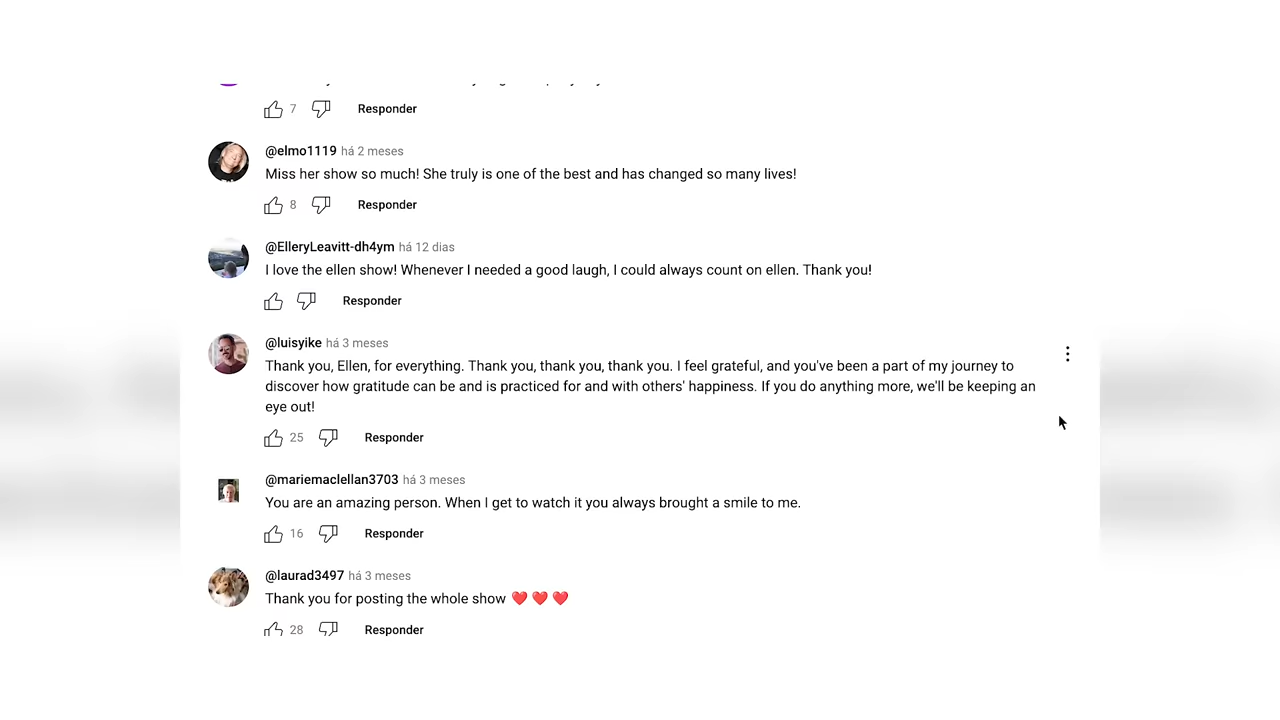 7 Responder
@elmo1119 há 2 meses
Miss her show so much! She truly is one of the best and has changed so many lives!
8 Responder
@ElleryLeavitt-dh4ym há 12 dias
I love the ellen show! Whenever I needed a good laugh, I could always count on ellen. Thank you!
Responder
@luisyike há 3 meses
Thank you, Ellen, for everything. Thank you, thank you, thank you. I feel grateful, and you've been a part of my journey to
discover how gratitude can be and is practiced for and with others' happiness. If you do anything more, we'll be keeping an
eye out!
25 Responder
@mariemaclellan3703 há 3 meses
You are an amazing person. When I get to watch it you always brought a smile to me.
16 Responder
@laurad3497 há 3 meses
Thank you for posting the whole show ❤️ ❤️ ❤️
28 Responder